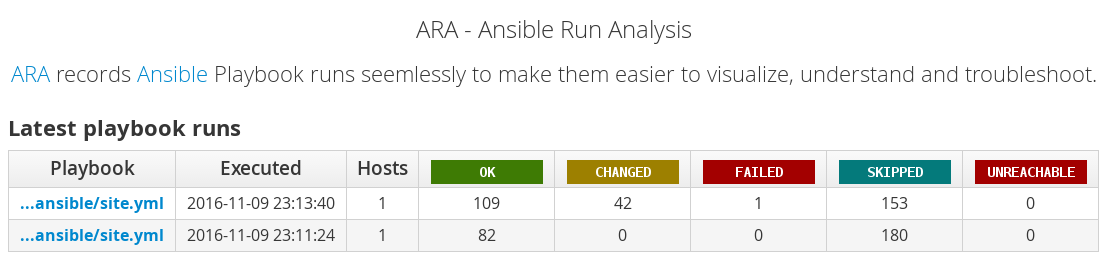 ARA - Ansible Run Analysis
ARA records Ansible Playbook runs seemlessly to make them easier to visualize, understand and troubleshoot.
Latest playbook runs
Playbook Executed Hosts OK CHANGED FAILED SKIPPED UNREACHABLE
...ansible/site.yml 2016-11-09 23:13:40 1 109 42 1 153 0
...ansible/site.yml 2016-11-09 23:11:24 1 82 0 0 180 0